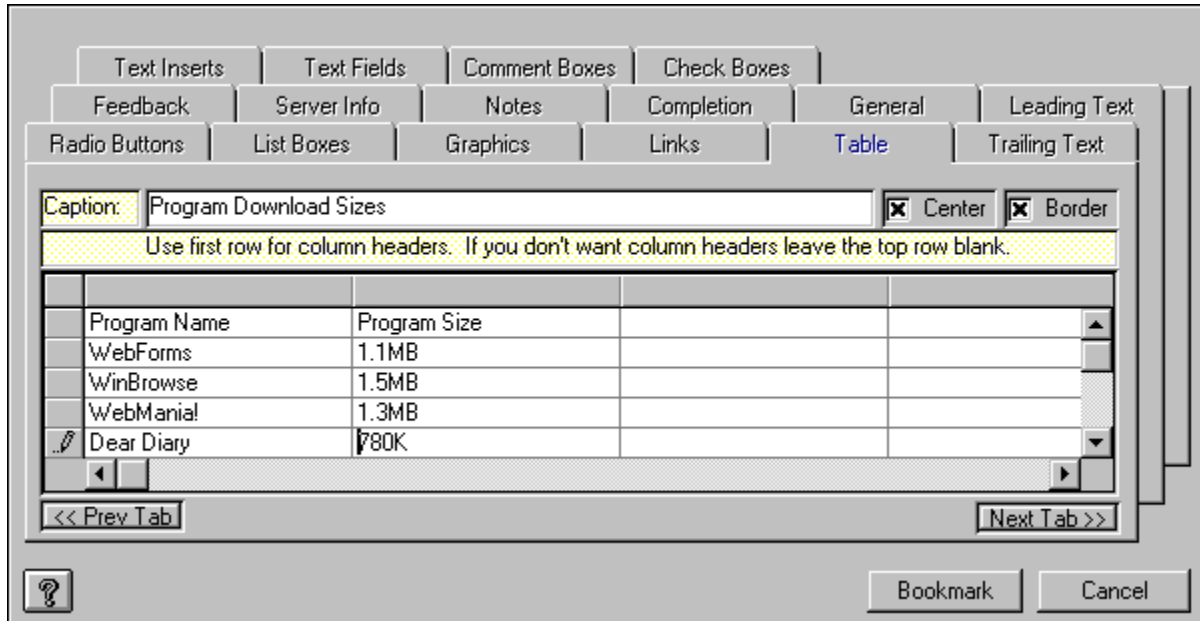 Text Inserts Text Fields Comment Boxes Check Boxes
Feedback Server Info Notes Completion General Leading Text
Radio Buttons List Boxes Graphics Links Table Trailing Text
Caption: Program Download Sizes Center Border
Use first row for column headers. If you don't want column headers leave the top row blank.
Program Name Program Size
WebForms 1.1MB
WinBrowse 1.5MB
WebMania! 1.3MB
Dear Diary 780K
<< Prev Tab Next Tab >>
? Bookmark Cancel